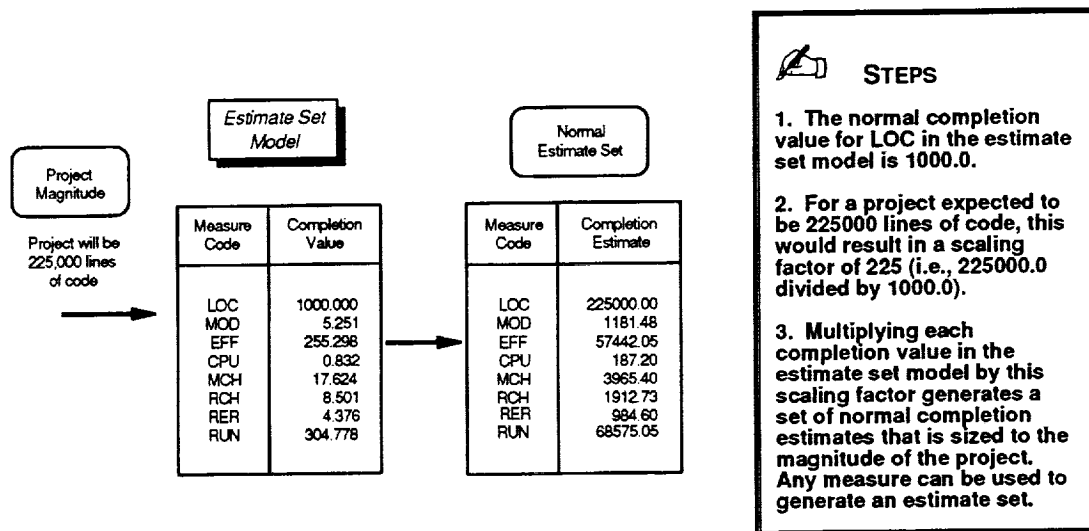 Project
Magnitude
Project will be
225,000 lines
of code
Estimate Set
Model
Measure Code Completion Value
LOC 1000.000
MOD 5.251
EFF 255.298
CPU 0.832
MCH 17.624
RCH 8.501
RER 4.376
RUN 304.778
Normal
Estimate Set
Measure Code Completion Estimate
LOC 225000.00
MOD 1181.48
EFF 57442.05
CPU 187.20
MCH 3965.40
RCH 1912.73
RER 984.60
RUN 68575.05
STEPS
1. The normal completion
value for LOC in the estimate
set model is 1000.0.
2. For a project expected to
be 225000 lines of code, this
would result in a scaling
factor of 225 (i.e., 225000.0
divided by 1000.0).
3. Multiplying each
completion value in the
estimate set model by this
scaling factor generates a
set of normal completion
estimates that is sized to the
magnitude of the project.
Any measure can be used to
generate an estimate set.